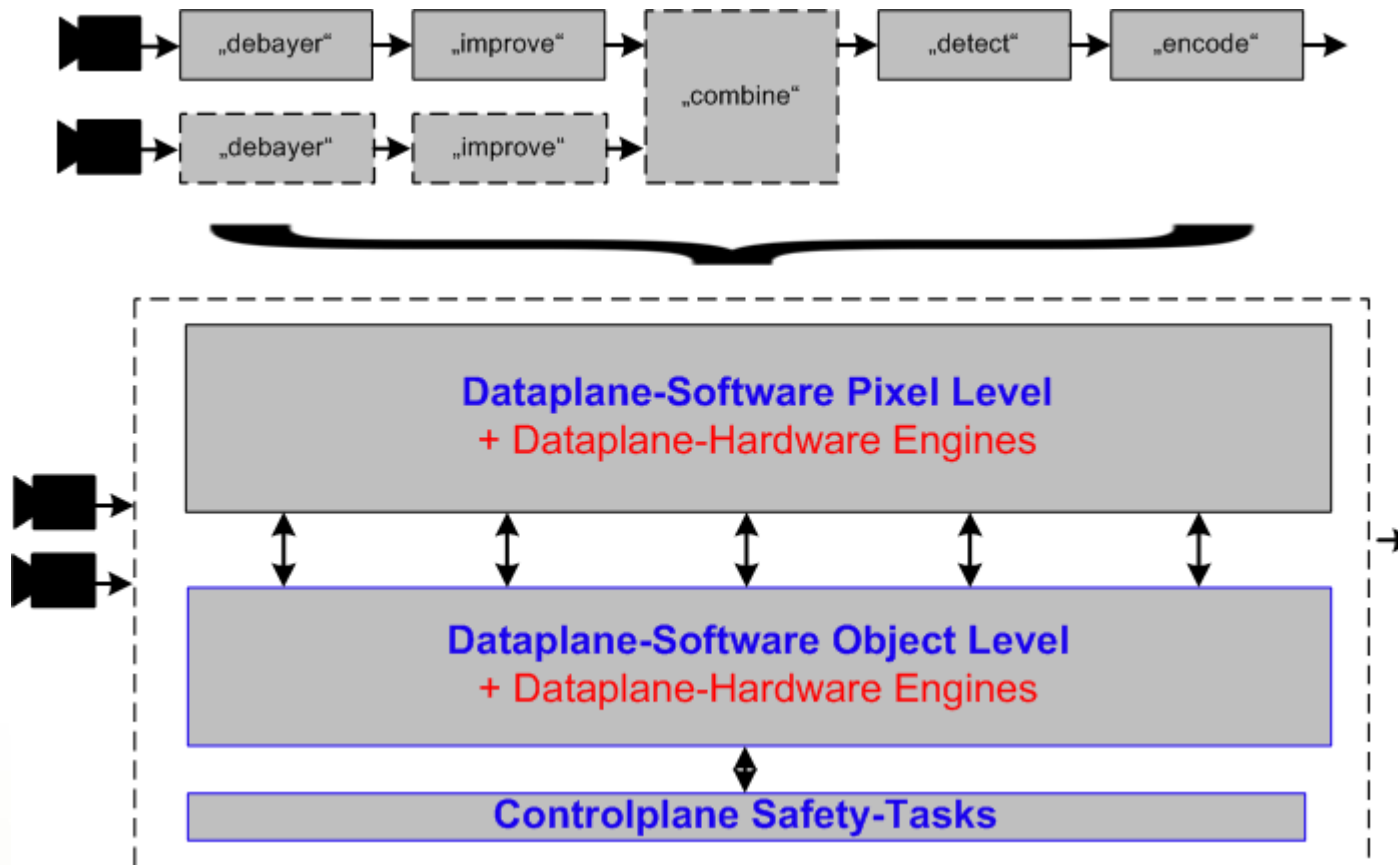 „debayer“
„improve“
„combine“
„detect“
„encode“
„debayer“
„improve“
Dataplane-Software Pixel Level
+ Dataplane-Hardware Engines
Dataplane-Software Object Level
+ Dataplane-Hardware Engines
Controlplane Safety-Tasks